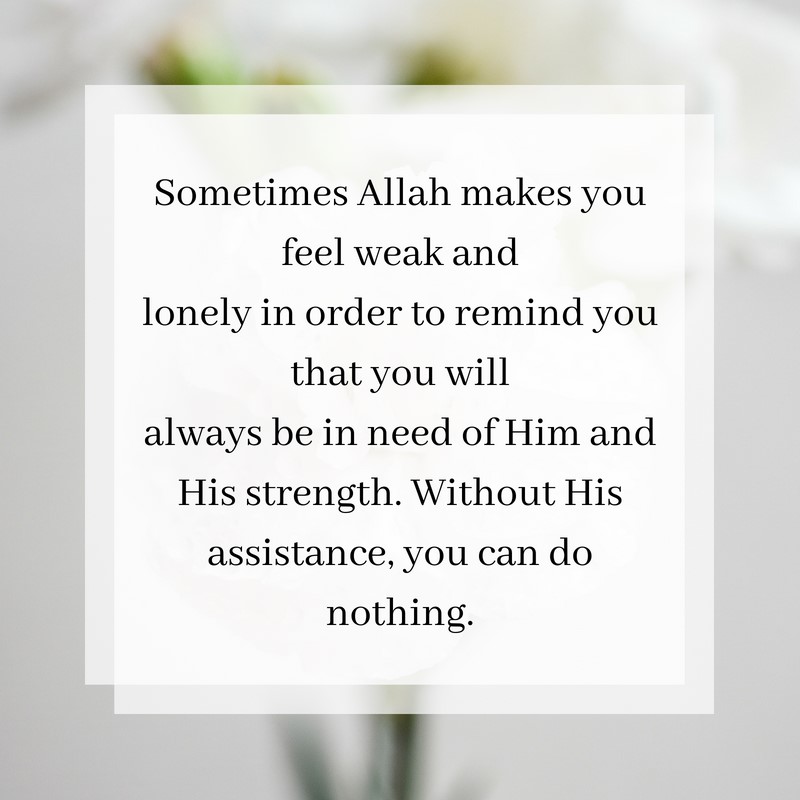 Sometimes Allah makes you
feel weak and
lonely in order to remind you
that you will
always be in need of Him and
His strength. Without His
assistance, you can do
nothing.